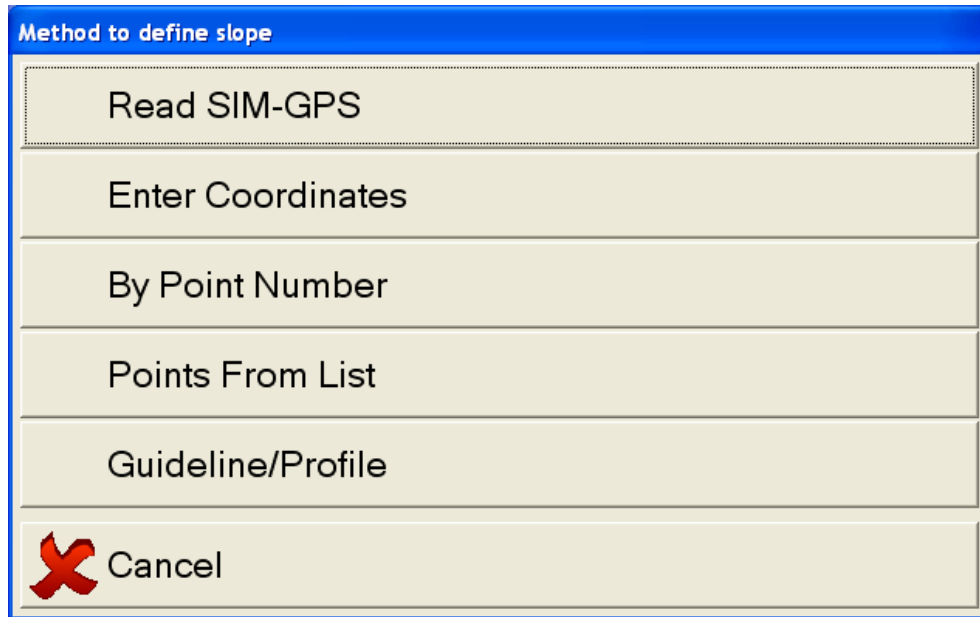 Method to define slope
Read SIM-GPS
Enter Coordinates
By Point Number
Points From List
Guideline/Profile
Cancel